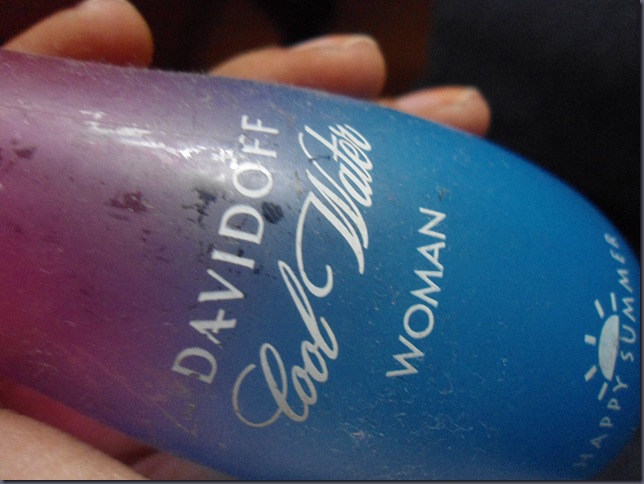 DAVIDOFF
Cool Water
WOMAN
HAPPY SUMMER